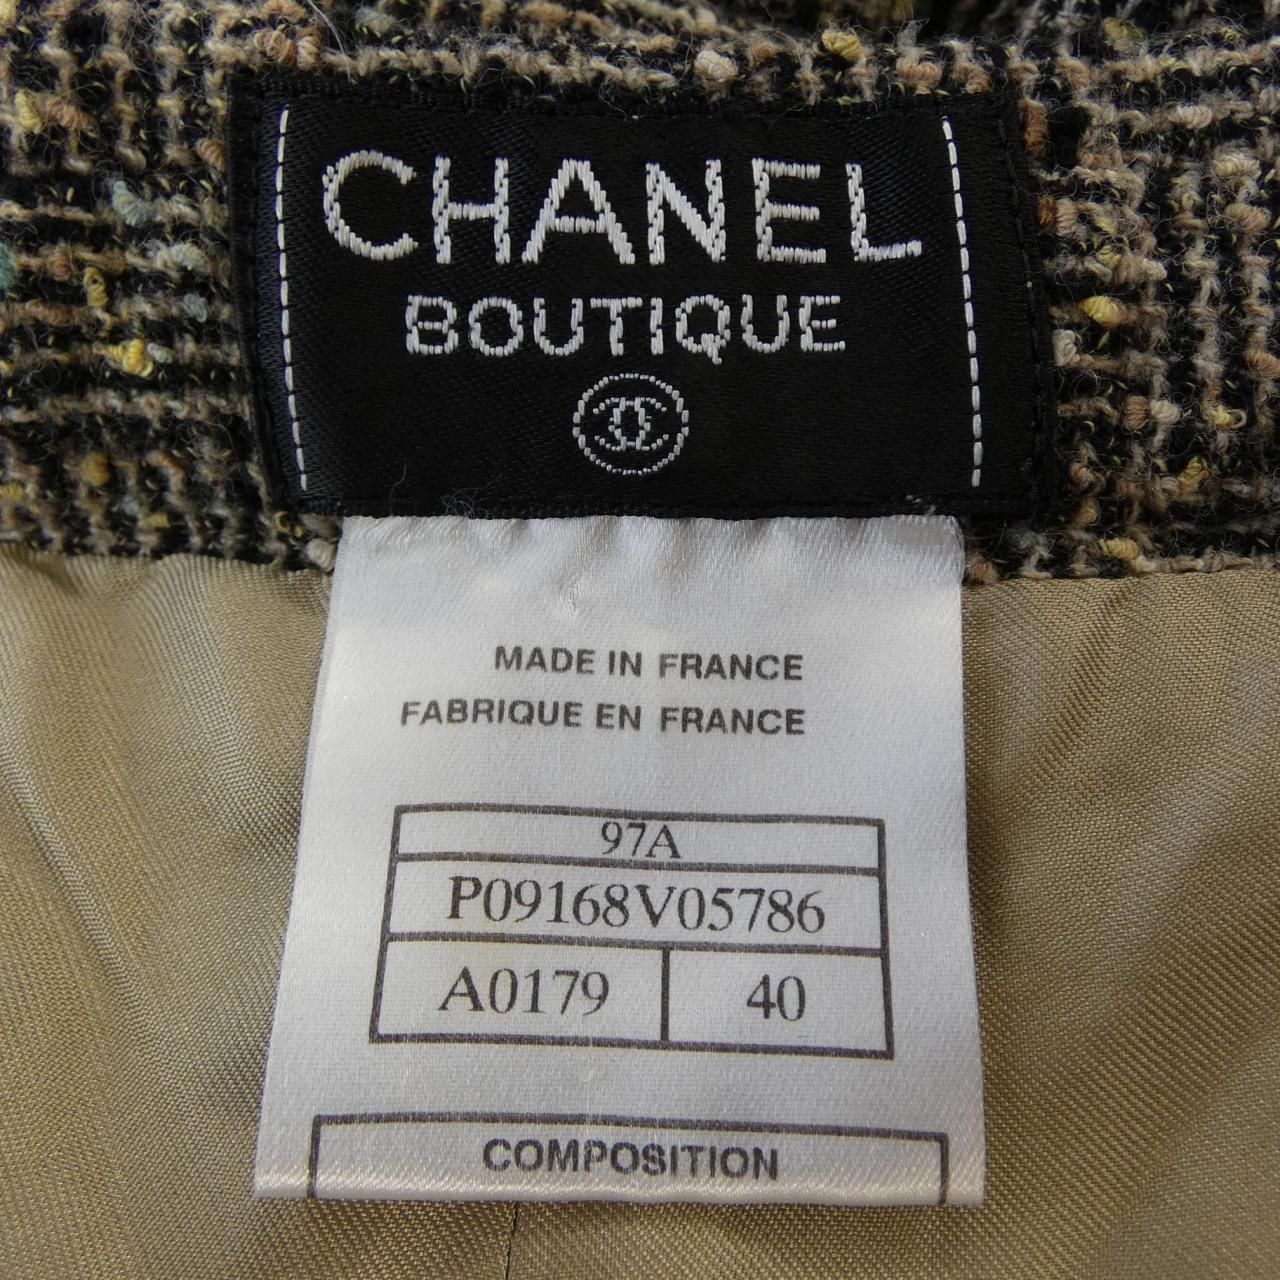 CHANEL
BOUTIQUE
MADE IN FRANCE
FABRIQUE EN FRANCE
97A
P09168V05786
A0179 40
COMPOSITION